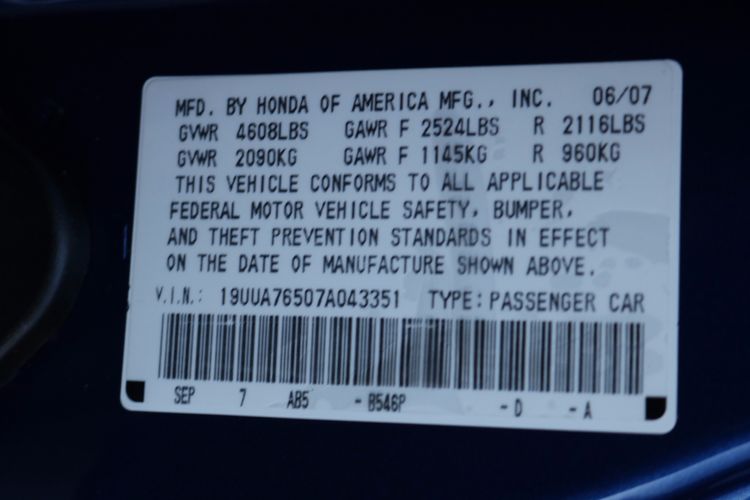 MFD. BY HONDA OF AMERICA MFG., INC. 06/07
GVWR 4608LBS GAWR F 2524LBS R 2116LBS
GVWR 2090KG GAWR F 1145KG R 960KG
THIS VEHICLE CONFORMS TO ALL APPLICABLE
FEDERAL MOTOR VEHICLE SAFETY, BUMPER,
AND THEFT PREVENTION STANDARDS IN EFFECT
ON THE DATE OF MANUFACTURE SHOWN ABOVE.
V.I.N.: 19UUA76507A043351 TYPE: PASSENGER CAR
SEP 7 AB5 - B546P - D - A